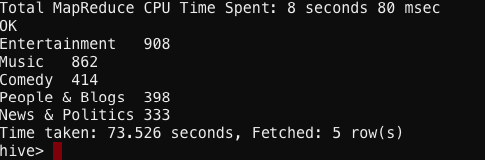 Total MapReduce CPU Time Spent: 8 seconds 80 msec
OK
Entertainment   908
Music   862
Comedy  414
People & Blogs  398
News & Politics 333
Time taken: 73.526 seconds, Fetched: 5 row(s)
hive>